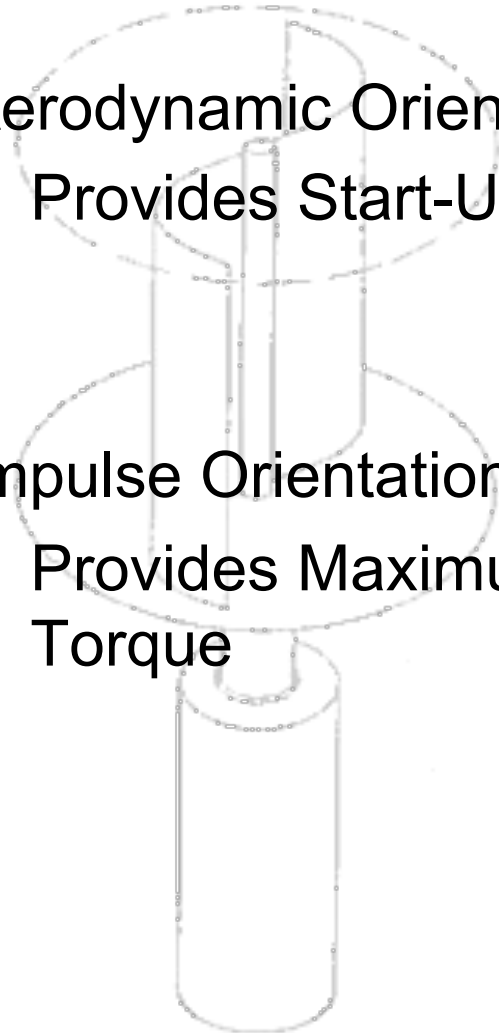 erodynamic Orien
Provides Start-U
mpulse Orientation
Provides Maximu
Torque